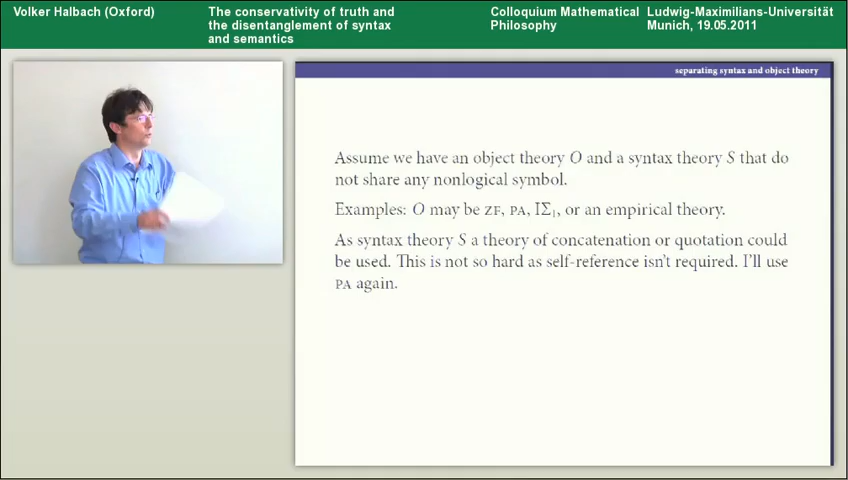 Volker Halbach (Oxford)
The conservativity of truth and
the disentanglement of syntax
and semantics
Colloquium Mathematical
Philosophy
Ludwig-Maximilians-Universität
Munich, 19.05.2011
separating syntax and object theory
Assume we have an object theory O and a syntax theory S that do
not share any nonlogical symbol.
Examples: O may be ZF, PA, IΣ₁, or an empirical theory.
As syntax theory S a theory of concatenation or quotation could
be used. This is not so hard as self-reference isn't required. I'll use
PA again.